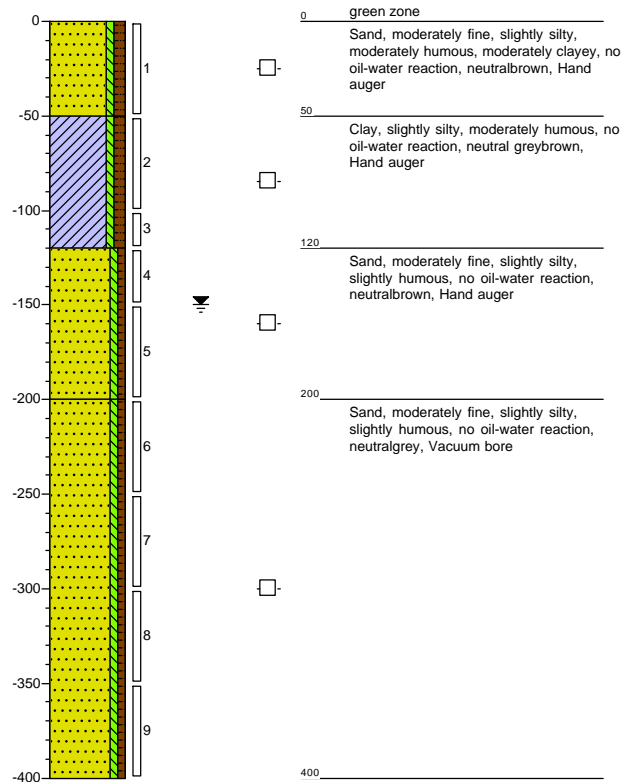 0
-50
-100
-150
-200
-250
-300
-350
-400
1
2
3
4
5
6
7
8
9
0
green zone
Sand, moderately fine, slightly silty,
moderately humous, moderately clayey, no
oil-water reaction, neutralbrown, Hand
auger
50
Clay, slightly silty, moderately humous, no
oil-water reaction, neutral greybrown,
Hand auger
120
Sand, moderately fine, slightly silty,
slightly humous, no oil-water reaction,
neutralbrown, Hand auger
200
Sand, moderately fine, slightly silty,
slightly humous, no oil-water reaction,
neutralgrey, Vacuum bore
400